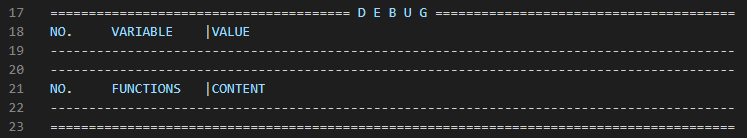 17 ======================================= D E B U G =======================================
18 NO.     VARIABLE    |VALUE
19 -----------------------------------------------------------------------------------------
20 -----------------------------------------------------------------------------------------
21 NO.     FUNCTIONS   |CONTENT
22 -----------------------------------------------------------------------------------------
23 =========================================================================================